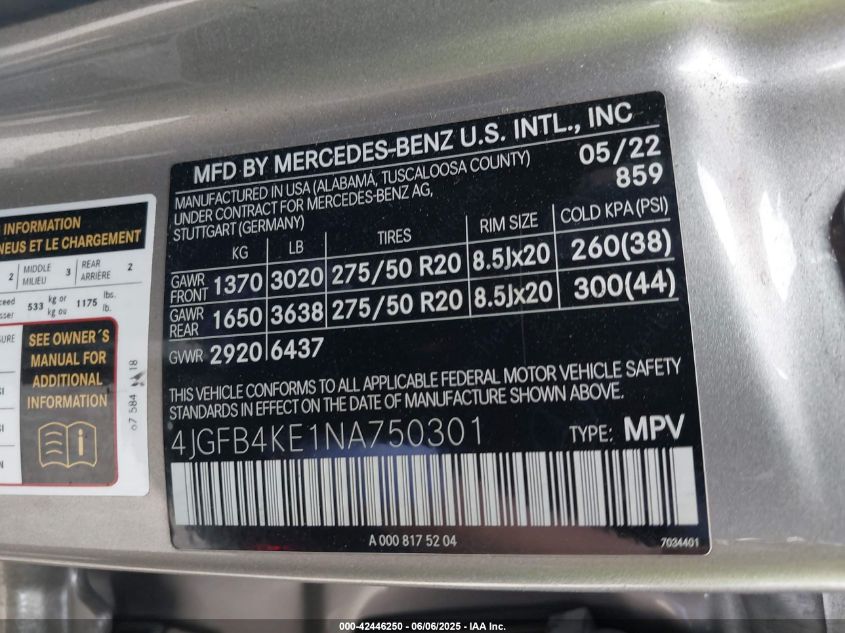 INFORMATION
NEUS ET LE CHARGEMENT
2 MIDDLE MILIEU 3 REAR ARRIÈRE 2
533 kg or kg ou 1175 lbs. lb.
SEE OWNER´S
MANUAL FOR
ADDITIONAL
INFORMATION
MFD BY MERCEDES-BENZ U.S. INTL., INC
MANUFACTURED IN USA (ALABAMA, TUSCALOOSA COUNTY) 05/22
UNDER CONTRACT FOR MERCEDES-BENZ AG, 859
STUTTGART (GERMANY)
KG LB TIRES RIM SIZE COLD KPA (PSI)
GAWR FRONT 1370 3020 275/50 R20 8.5Jx20 260(38)
GAWR REAR 1650 3638 275/50 R20 8.5Jx20 300(44)
GVWR 2920 6437
THIS VEHICLE CONFORMS TO ALL APPLICABLE FEDERAL MOTOR VEHICLE SAFETY
STANDARDS IN EFFECT ON THE DATE OF MANUFACTURE SHOWN ABOVE.
4JGFB4KE1NA750301 TYPE: MPV
A 000 817 52 04 7034401
000-42446250 - 06/06/2025 - IAA Inc.